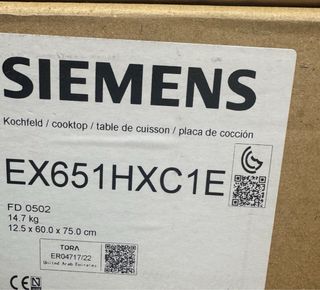 SIEMENS
Kochfeld / cooktop / table de cuisson / placa de cocción
EX651HXC1E
FD 0502
14.7 kg
12.5 x 60.0 x 75.0 cm
TDRA
ER04717/22
United Arab Emirates
CE